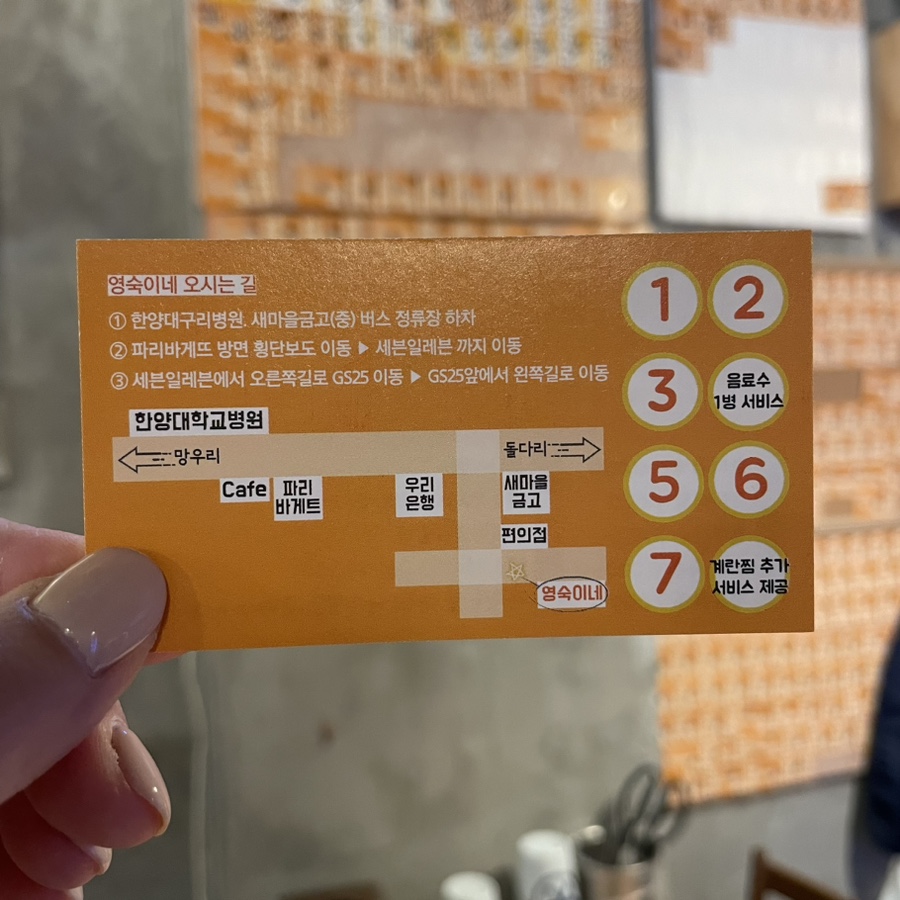 영숙이네 오시는 길
① 한양대구리병원. 새마을금고(중) 버스 정류장 하차
② 파리바게뜨 방면 횡단보도 이동 ▶ 세븐일레븐 까지 이동
③ 세븐일레븐에서 오른쪽길로 GS25 이동 ▶ GS25앞에서 왼쪽길로 이동
한양대학교병원
망우리
돌다리
Cafe
파리
바게트
우리
은행
새마을
금고
편의점
영숙이네
1
2
3
음료수
1병 서비스
5
6
7
계란찜 추가
서비스 제공